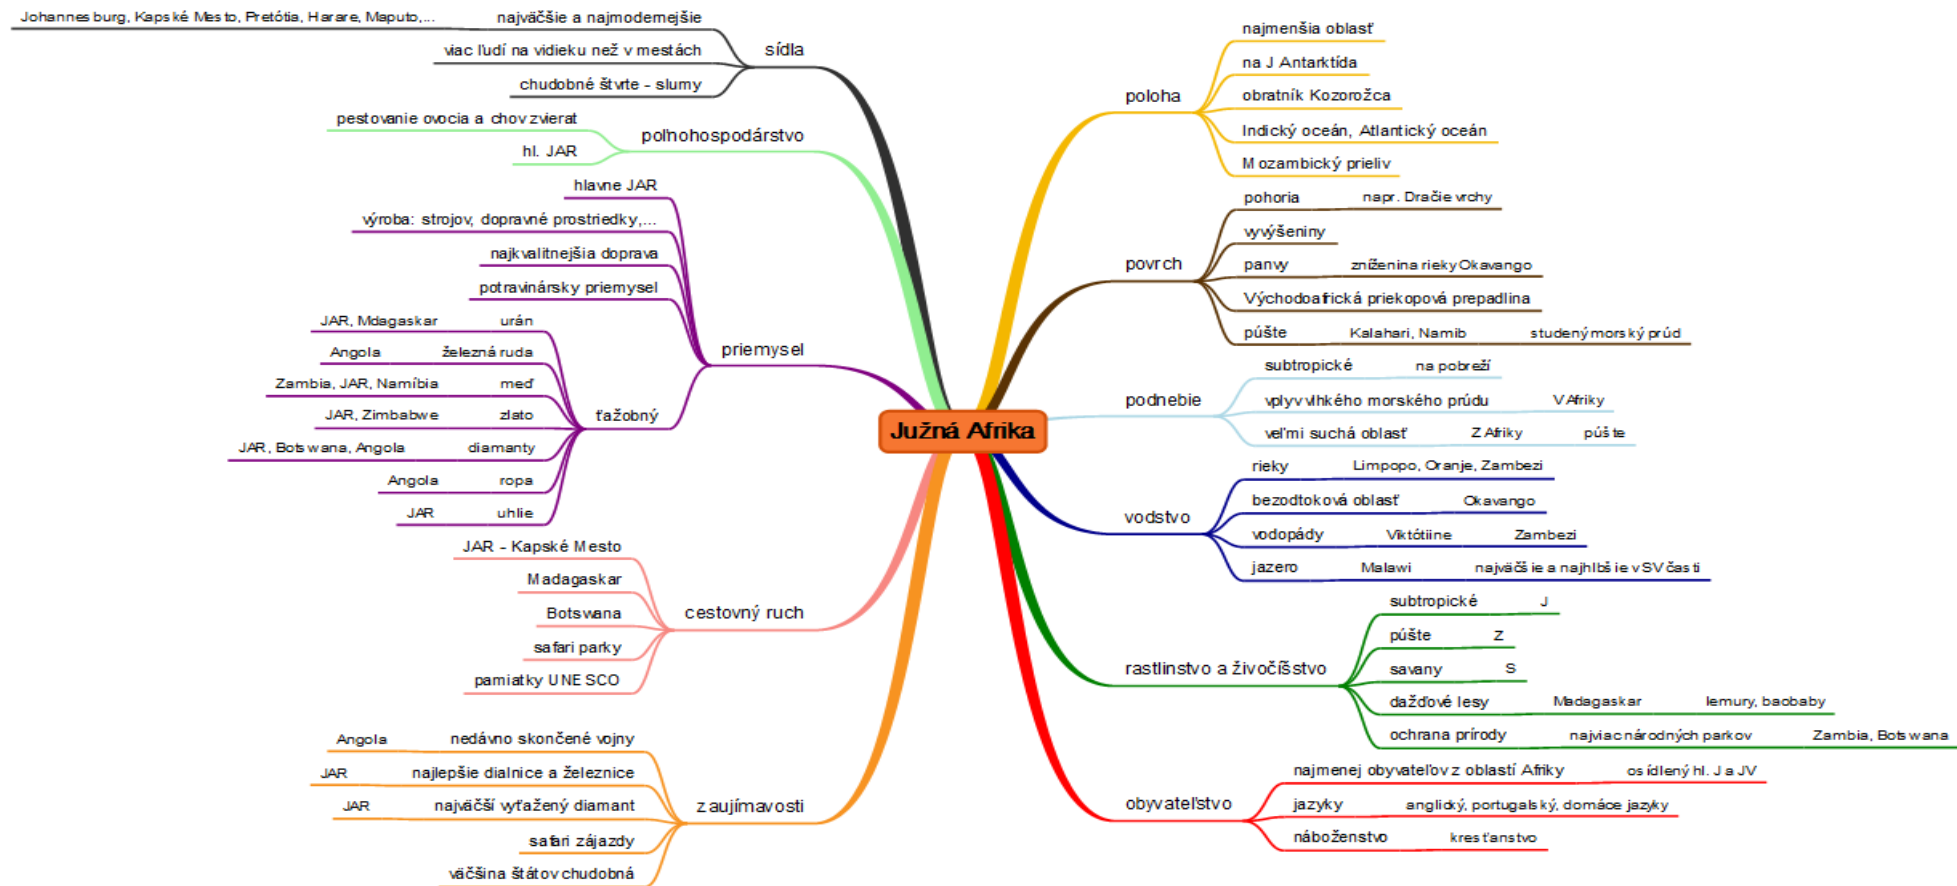 Južná Afrika
sídla
najväčšie a najmodernejšie
Johannesburg, Kapské Mesto, Pretótia, Harare, Maputo,...
viac ľudí na vidieku než v mestách
chudobné štvrte - slumy
poľnohospodárstvo
pestovanie ovocia a chov zvierat
hl. JAR
priemysel
hlavne JAR
výroba: strojov, dopravné prostriedky,...
najkvalitnejšia doprava
potravinársky priemysel
ťažobný
urán
JAR, Mdagaskar
železná ruda
Angola
meď
Zambia, JAR, Namíbia
zlato
JAR, Zimbabwe
diamanty
JAR, Botswana, Angola
ropa
Angola
uhlie
JAR
cestovný ruch
JAR - Kapské Mesto
Madagaskar
Botswana
safari parky
pamiatky UNESCO
zaujímavosti
nedávno skončené vojny
Angola
najlepšie dialnice a železnice
JAR
najväčší vyťažený diamant
JAR
safari zájazdy
väčšina štátov chudobná
poloha
najmenšia oblasť
na J Antarktída
obratník Kozorožca
Indický oceán, Atlantický oceán
Mozambický prieliv
povrch
pohoria
napr. Dračie vrchy
vyvýšeniny
panvy
zníženina rieky Okavango
Východoafrická priekopová prepadlina
púšte
Kalahari, Namib
studený morský prúd
podnebie
subtropické
na pobreží
vplyv vlhkého morského prúdu
V Afriky
veľmi suchá oblasť
Z Afriky
púšte
vodstvo
rieky
Limpopo, Oranje, Zambezi
bezodtoková oblasť
Okavango
vodopády
Viktótiine
Zambezi
jazero
Malawi
najväčšie a najhlbšie v SV časti
rastlinstvo a živočíšstvo
subtropické
J
púšte
Z
savany
S
dažďové lesy
Madagaskar
lemury, baobaby
ochrana prírody
najviac národných parkov
Zambia, Botswana
obyvateľstvo
najmenej obyvateľov z oblastí Afriky
osídlený hl. J a JV
jazyky
anglický, portugalský, domáce jazyky
náboženstvo
kresťanstvo